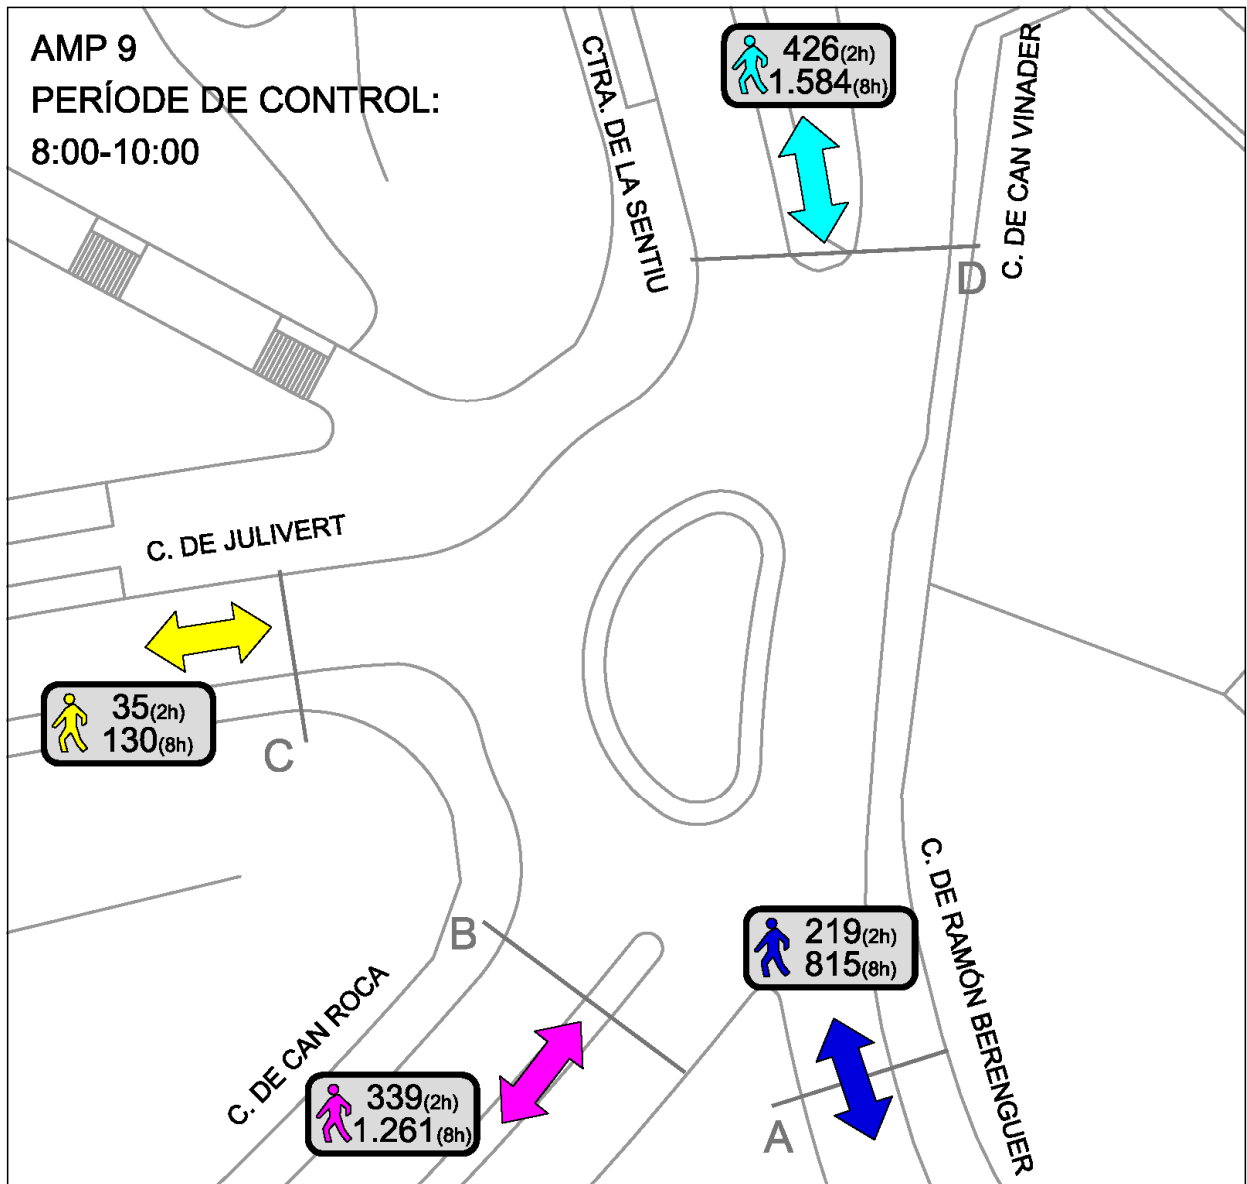 AMP 9
PERÍODE DE CONTROL:
8:00-10:00
426(2h)
1.584(8h)
CTRA. DE LA SENTIU
C. DE CAN VINADER
D
C. DE JULIVERT
35(2h)
130(8h)
C
B
219(2h)
815(8h)
C. DE RAMÓN BERENGUER
C. DE CAN ROCA
339(2h)
1.261(8h)
A